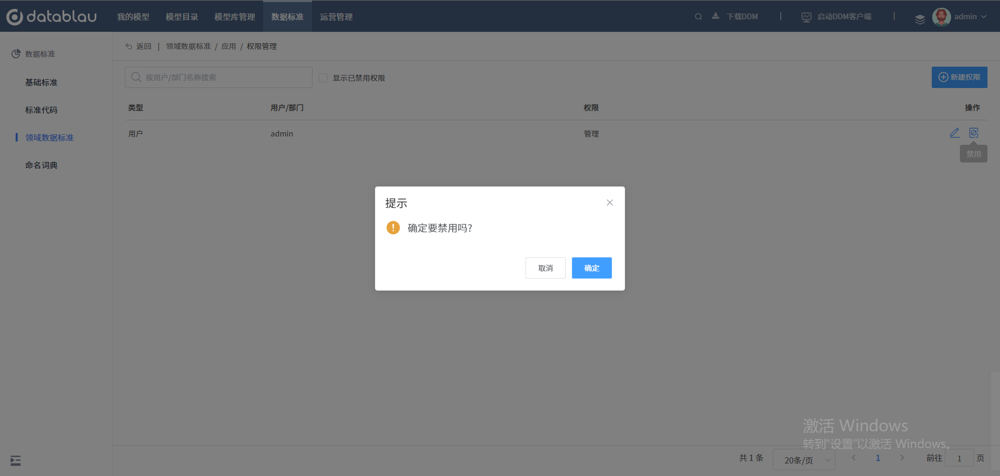 datablau 我的模型 模型目录 模型库管理 数据标准 运营管理 下载DDM | 启动DDM客户端 | admin
数据标准
基础标准
标准代码
领域数据标准
命名词典
返回 | 领域数据标准 / 应用 / 权限管理
按用户/部门名称搜索 显示已禁用权限 新建权限
类型 用户/部门 权限 操作
用户 admin 管理
禁用
提示
确定要禁用吗?
取消 确定
激活 Windows
转到“设置”以激活 Windows。
共 1 条 20条/页 1 前往 1 页